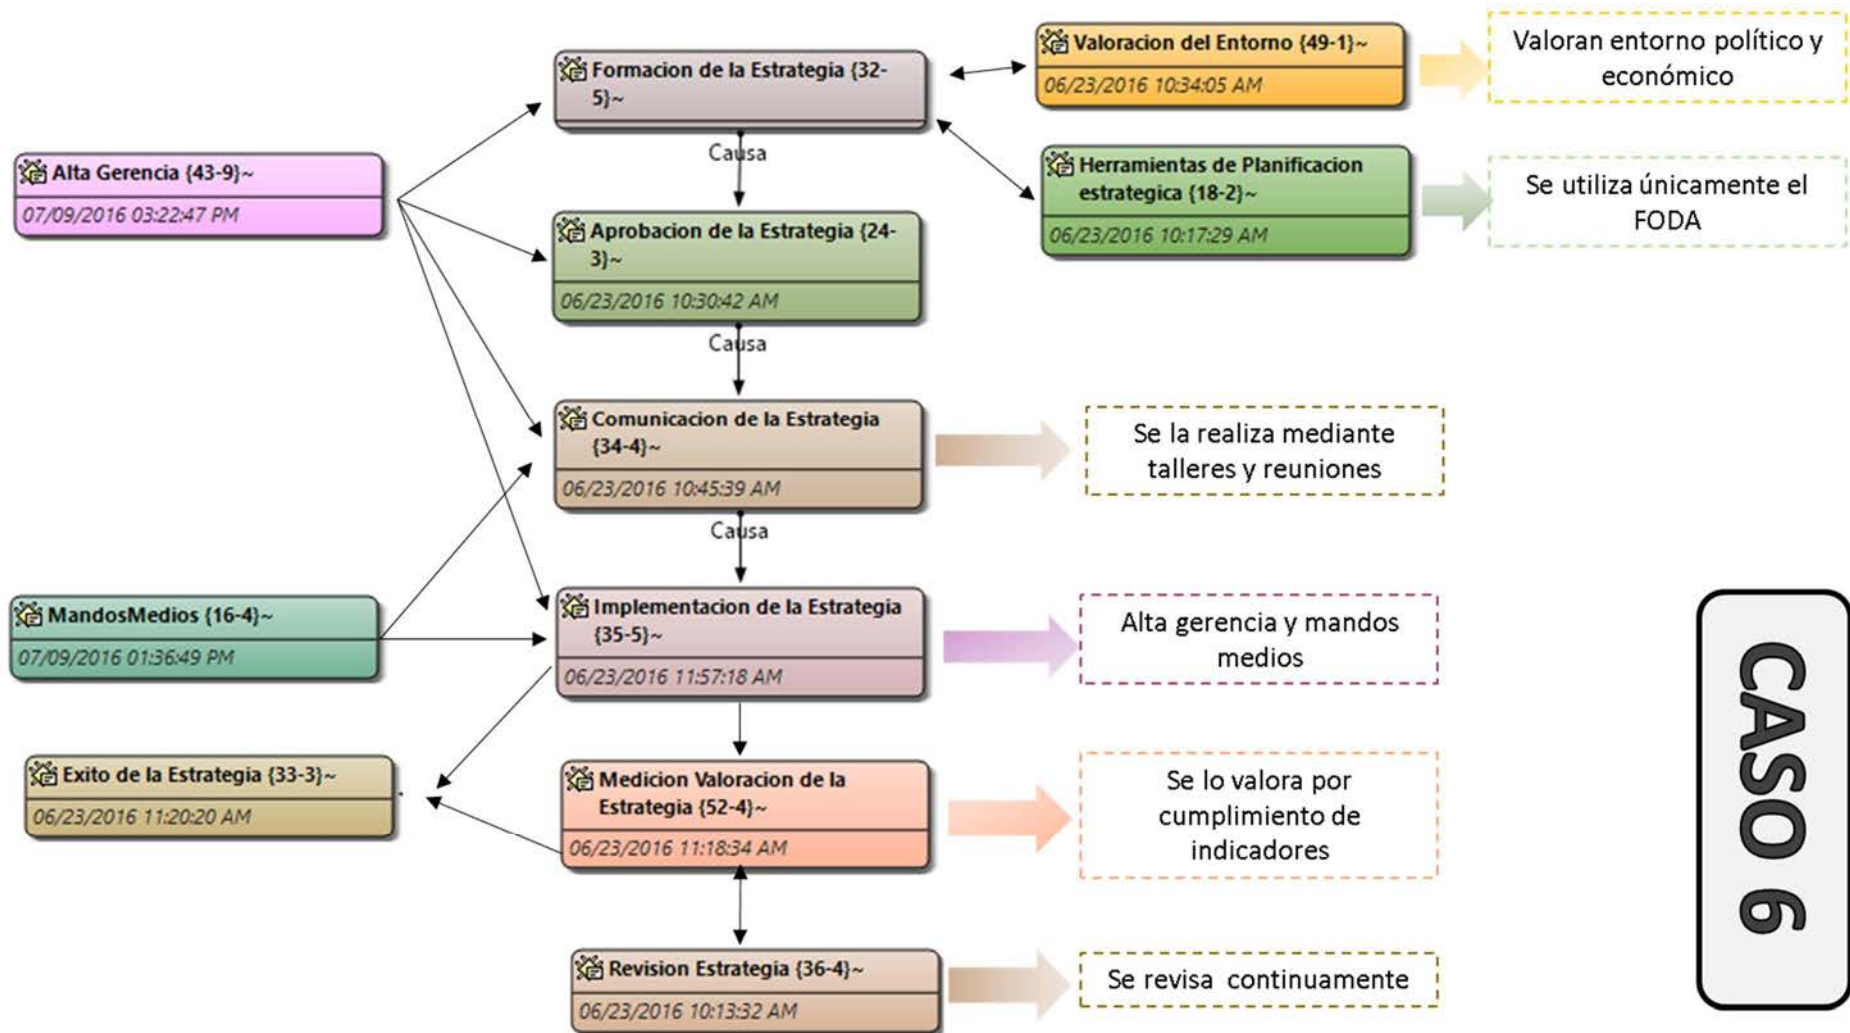 Formacion de la Estrategia {32-
5}~
Valoracion del Entorno {49-1}~
06/23/2016 10:34:05 AM
Valoran entorno político y
económico
Causa
Alta Gerencia {43-9}~
07/09/2016 03:22:47 PM
Herramientas de Planificacion
estrategica {18-2}~
06/23/2016 10:17:29 AM
Se utiliza únicamente el
FODA
Aprobacion de la Estrategia {24-
3}~
06/23/2016 10:30:42 AM
Causa
Comunicacion de la Estrategia
{34-4}~
06/23/2016 10:45:39 AM
Se la realiza mediante
talleres y reuniones
Causa
MandosMedios {16-4}~
07/09/2016 01:36:49 PM
Implementacion de la Estrategia
{35-5}~
06/23/2016 11:57:18 AM
Alta gerencia y mandos
medios
Exito de la Estrategia {33-3}~
06/23/2016 11:20:20 AM
Medicion Valoracion de la
Estrategia {52-4}~
06/23/2016 11:18:34 AM
Se lo valora por
cumplimiento de
indicadores
Revision Estrategia {36-4}~
06/23/2016 10:13:32 AM
Se revisa continuamente
CASO 6